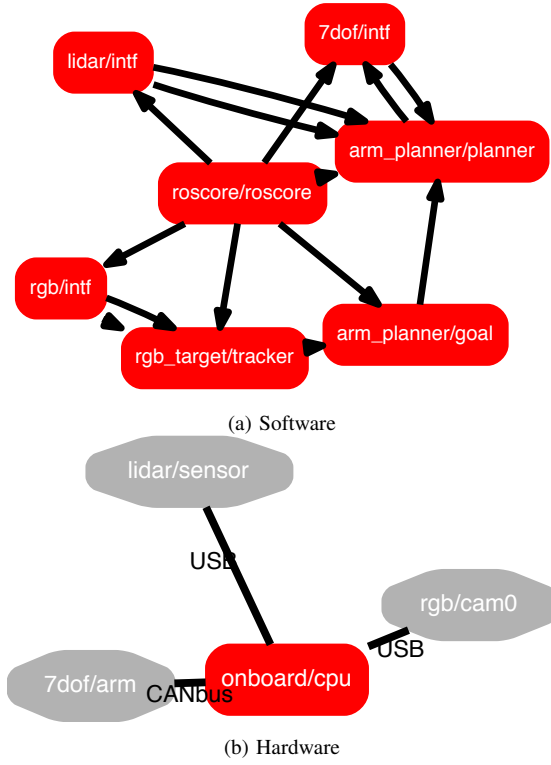 7dof/intf
lidar/intf
arm_planner/planner
roscore/roscore
rgb/intf
arm_planner/goal
rgb_target/tracker
(a) Software
lidar/sensor
USB
rgb/cam0
USB
onboard/cpu
7dof/arm
CANbus
(b) Hardware